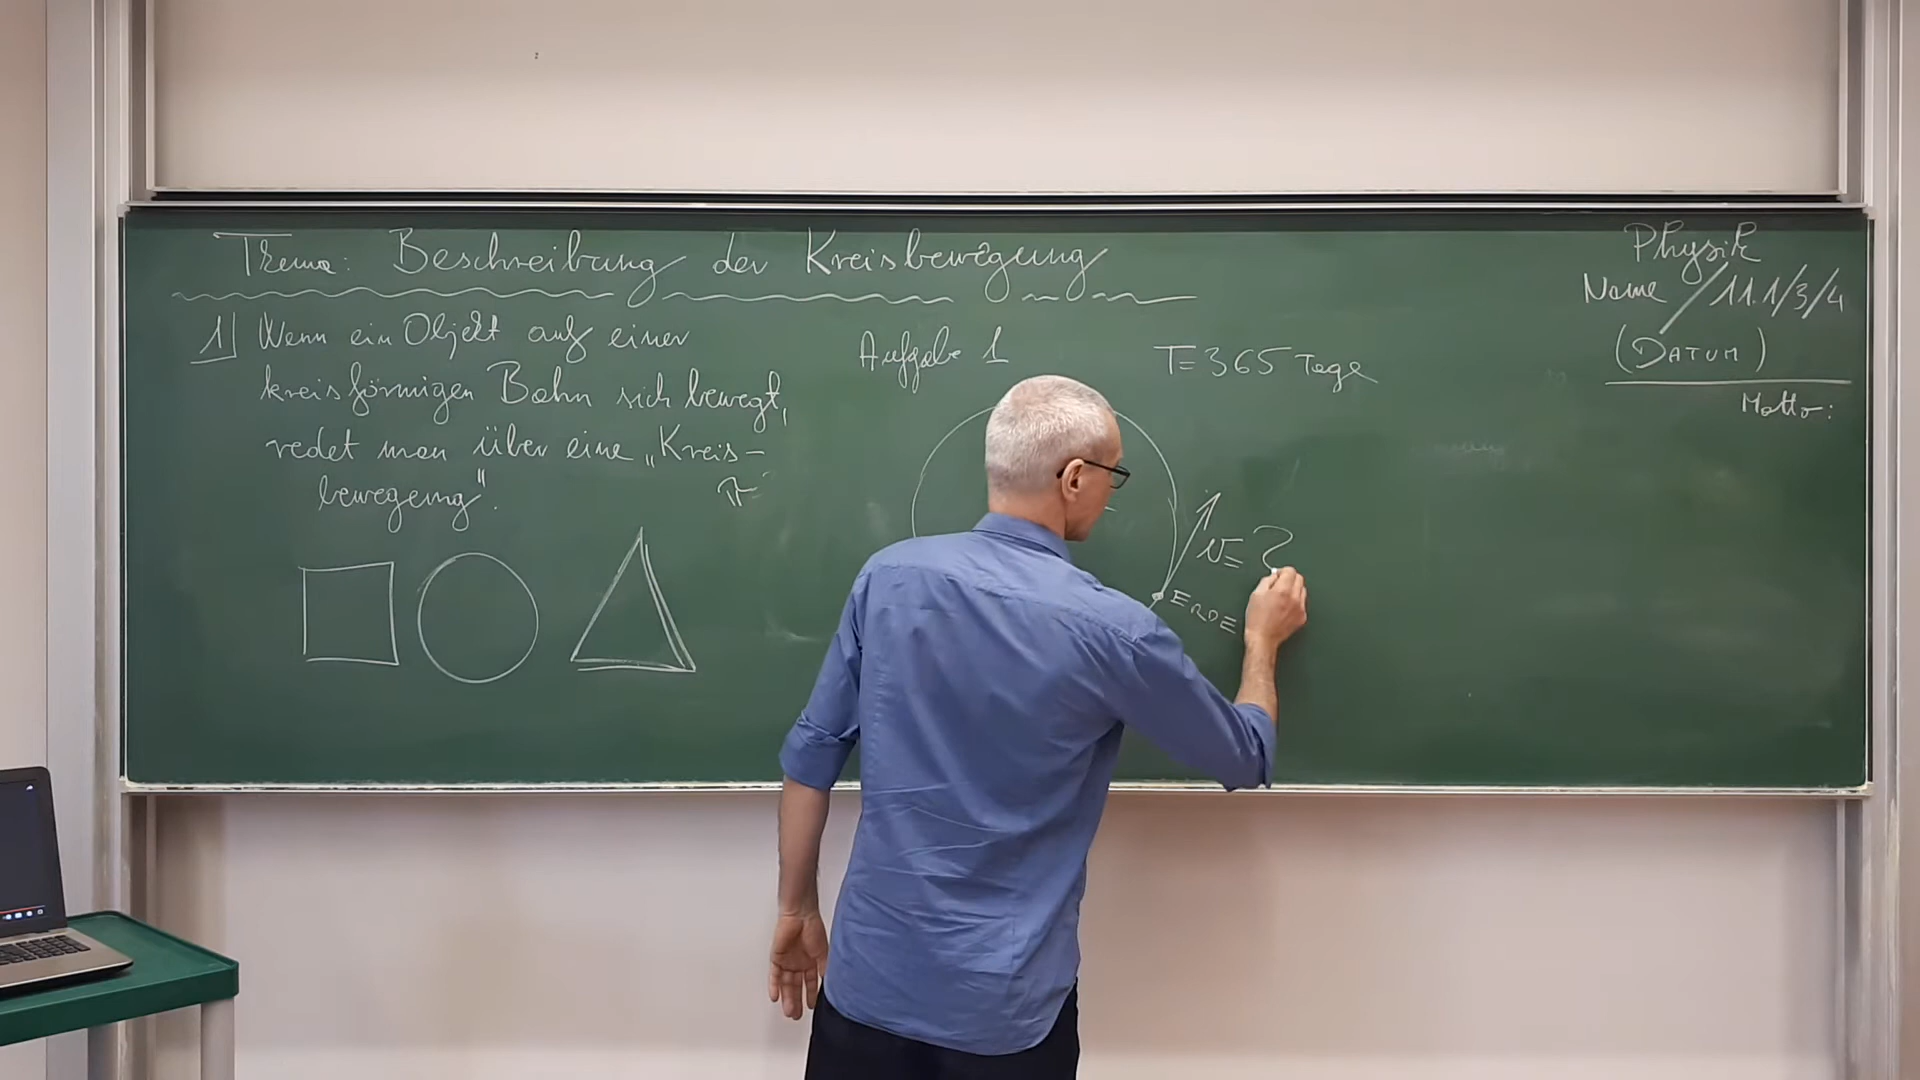 Thema: Beschreibung der Kreisbewegung
1] Wenn ein Objekt auf einer
kreisförmigen Bahn sich bewegt,
redet man über eine „Kreis-
bewegung".
π=
Aufgabe 1
T=365 Tage
v=?
ERDE
Physik
Name / 11.1/3/4
(DATUM)
Motto: